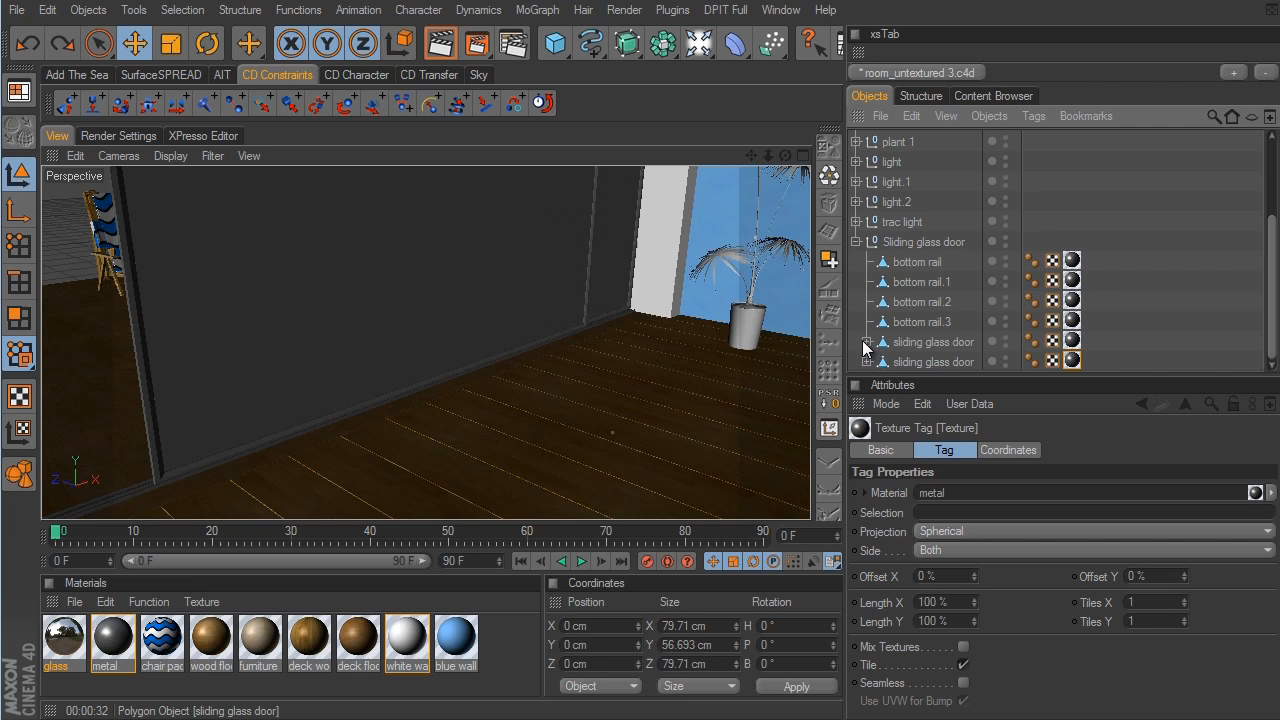 File Edit Objects Tools Selection Structure Functions Animation Character Dynamics MoGraph Hair Render Plugins DPIT Full Window Help
xsTab
* room_untextured 3.c4d
Add The Sea SurfaceSPREAD AIT CD Constraints CD Character CD Transfer Sky
Objects Structure Content Browser
File Edit View Objects Tags Bookmarks
View Render Settings XPresso Editor
Edit Cameras Display Filter View
Perspective
Y
Z X
plant 1
light
light.1
light.2
trac light
Sliding glass door
bottom rail
bottom rail.1
bottom rail.2
bottom rail.3
sliding glass door
sliding glass door
PSR
0
Attributes
Mode Edit User Data
Texture Tag [Texture]
Basic Tag Coordinates
Tag Properties
Material metal
Selection
Projection Spherical
Side . . . . Both
Offset X 0 % Offset Y 0 %
Length X 100 % Tiles X 1
Length Y 100 % Tiles Y 1
Mix Textures. . . . .
Tile. . . . . . . . . . . .
Seamless . . . . . . . .
Use UVW for Bump
0 10 20 30 40 50 60 70 80 90 0 F
0 F 0 F 90 F 90 F
Materials
File Edit Function Texture
glass metal chair pac wood floo furniture deck wo deck floo white wa blue wall
Coordinates
Position Size Rotation
X 0 cm X 79.71 cm H 0 °
Y 0 cm Y 56.693 cm P 0 °
Z 0 cm Z 79.71 cm B 0 °
Object Size Apply
MAXON
CINEMA 4D
00:00:32 Polygon Object [sliding glass door]